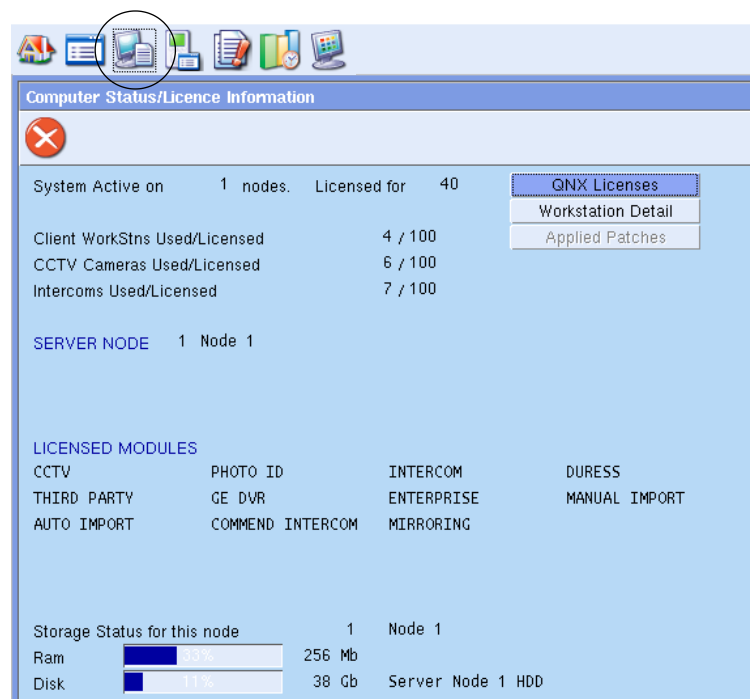 Computer Status/Licence Information
System Active on 1 nodes. Licensed for 40 QNX Licenses
Workstation Detail
Client WorkStns Used/Licensed 4 / 100 Applied Patches
CCTV Cameras Used/Licensed 6 / 100
Intercoms Used/Licensed 7 / 100
SERVER NODE 1 Node 1
LICENSED MODULES
CCTV PHOTO ID INTERCOM DURESS
THIRD PARTY GE DVR ENTERPRISE MANUAL IMPORT
AUTO IMPORT COMMEND INTERCOM MIRRORING
Storage Status for this node 1 Node 1
Ram 33% 256 Mb
Disk 11% 38 Gb Server Node 1 HDD